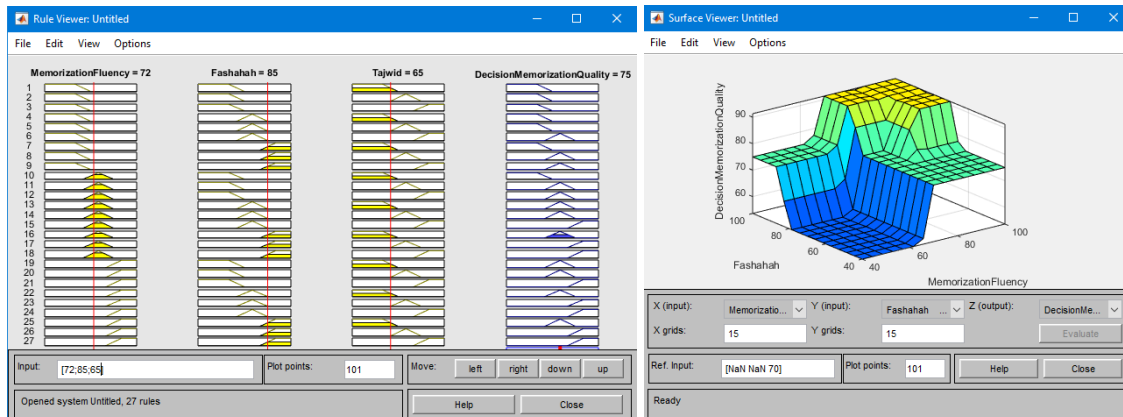 Rule Viewer: Untitled
File Edit View Options
MemorizationFluency = 72 Fashahah = 85 Tajwid = 65 DecisionMemorizationQuality = 75
1
2
3
4
5
6
7
8
9
10
11
12
13
14
15
16
17
18
19
20
21
22
23
24
25
26
27
Input: [72;85;65] Plot points: 101 Move: left right down up
Opened system Untitled, 27 rules Help Close
Surface Viewer: Untitled
File Edit View Options
DecisionMemorizationQuality
90
80
70
60
100
80
60
40
Fashahah
40
60
80
100
MemorizationFluency
X (input): Memorizatio... Y (input): Fashahah ... Z (output): DecisionMe...
X grids: 15 Y grids: 15 Evaluate
Ref. Input: [NaN NaN 70] Plot points: 101 Help Close
Ready